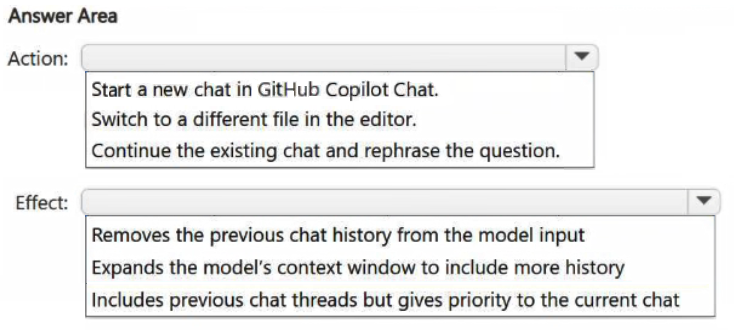 Answer Area
Action:
Start a new chat in GitHub Copilot Chat.
Switch to a different file in the editor.
Continue the existing chat and rephrase the question.
Effect:
Removes the previous chat history from the model input
Expands the model's context window to include more history
Includes previous chat threads but gives priority to the current chat